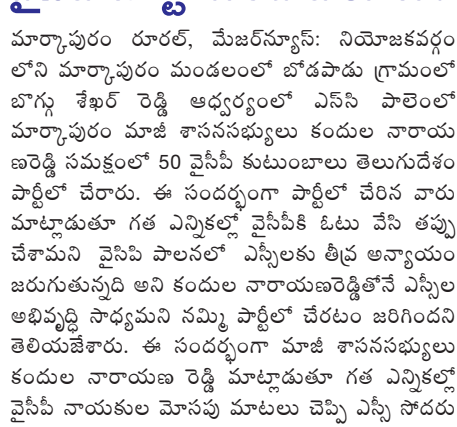 మార్కాపురం రూరల్, మేజర్‌న్యూస్: నియోజకవర్గం
లోని మార్కాపురం మండలంలో బోడపాడు గ్రామంలో
బొగ్గు శేఖర్ రెడ్డి ఆధ్వర్యంలో ఎస్‌సి పాలెంలో
మార్కాపురం మాజీ శాసనసభ్యులు కందుల నారాయ
ణరెడ్డి సమక్షంలో 50 వైసీపీ కుటుంబాలు తెలుగుదేశం
పార్టీలో చేరారు. ఈ సందర్భంగా పార్టీలో చేరిన వారు
మాట్లాడుతూ గత ఎన్నికల్లో వైసీపీకి ఓటు వేసి తప్పు
చేశామని వైసిపి పాలనలో ఎస్సీలకు తీవ్ర అన్యాయం
జరుగుతున్నది అని కందుల నారాయణరెడ్డితోనే ఎస్సీల
అభివృద్ధి సాధ్యమని నమ్మి పార్టీలో చేరటం జరిగిందని
తెలియజేశారు. ఈ సందర్భంగా మాజీ శాసనసభ్యులు
కందుల నారాయణ రెడ్డి మాట్లాడుతూ గత ఎన్నికల్లో
వైసీపీ నాయకుల మోసపు మాటలు చెప్పి ఎస్సీ సోదరు